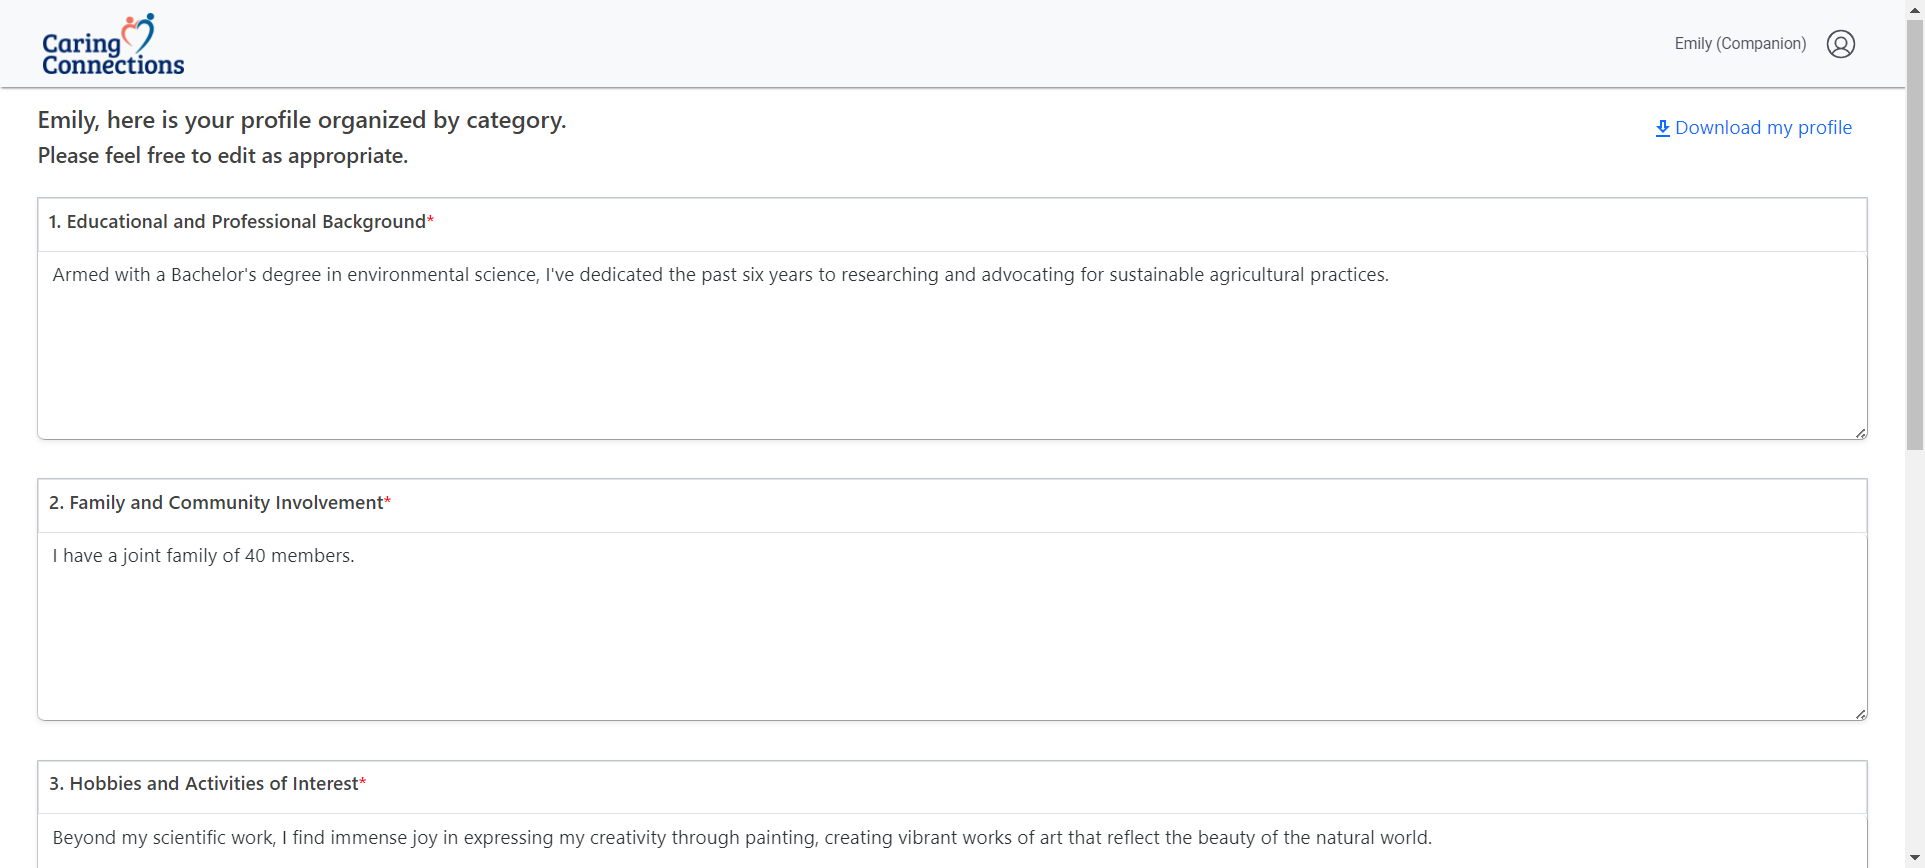 Caring
Connections
Emily (Companion)
Emily, here is your profile organized by category.
Please feel free to edit as appropriate.
Download my profile
1. Educational and Professional Background*
Armed with a Bachelor's degree in environmental science, I've dedicated the past six years to researching and advocating for sustainable agricultural practices.
2. Family and Community Involvement*
I have a joint family of 40 members.
3. Hobbies and Activities of Interest*
Beyond my scientific work, I find immense joy in expressing my creativity through painting, creating vibrant works of art that reflect the beauty of the natural world.